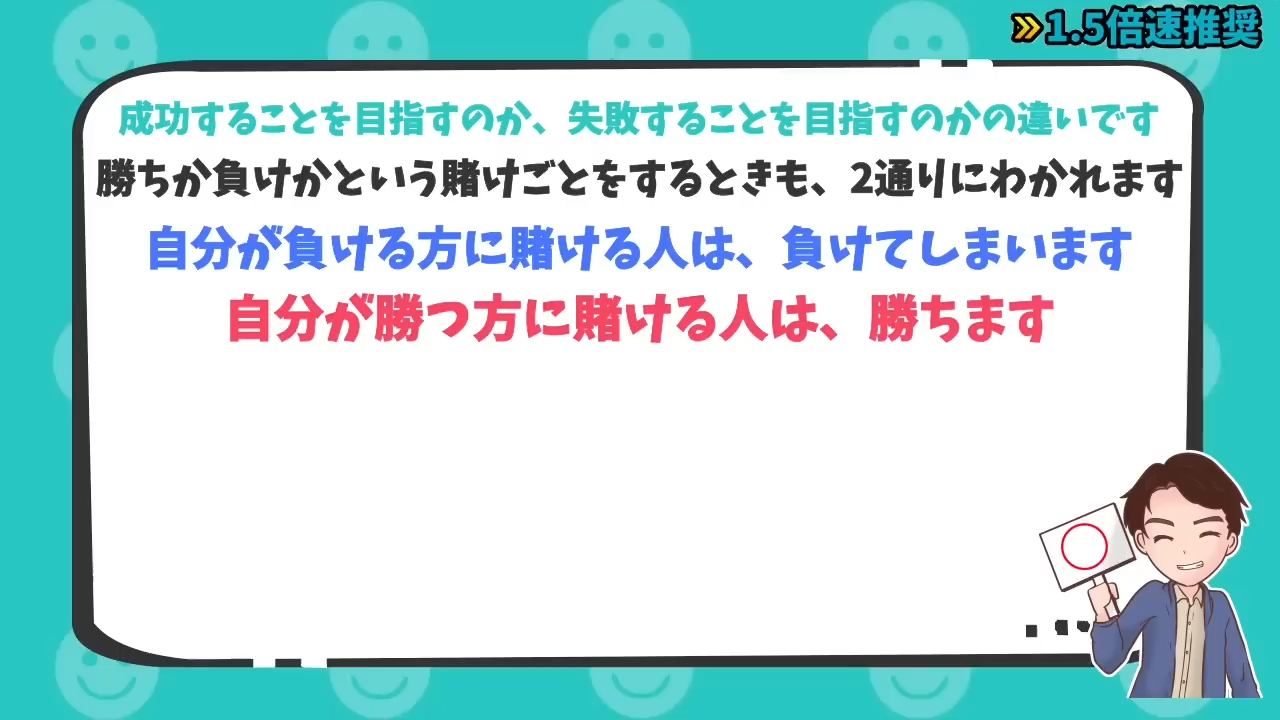 1.5倍速推奨
成功することを目指すのか、失敗することを目指すのかの違いです
勝ちか負けかという賭けごとをするときも、2通りにわかれます
自分が負ける方に賭ける人は、負けてしまいます
自分が勝つ方に賭ける人は、勝ちます